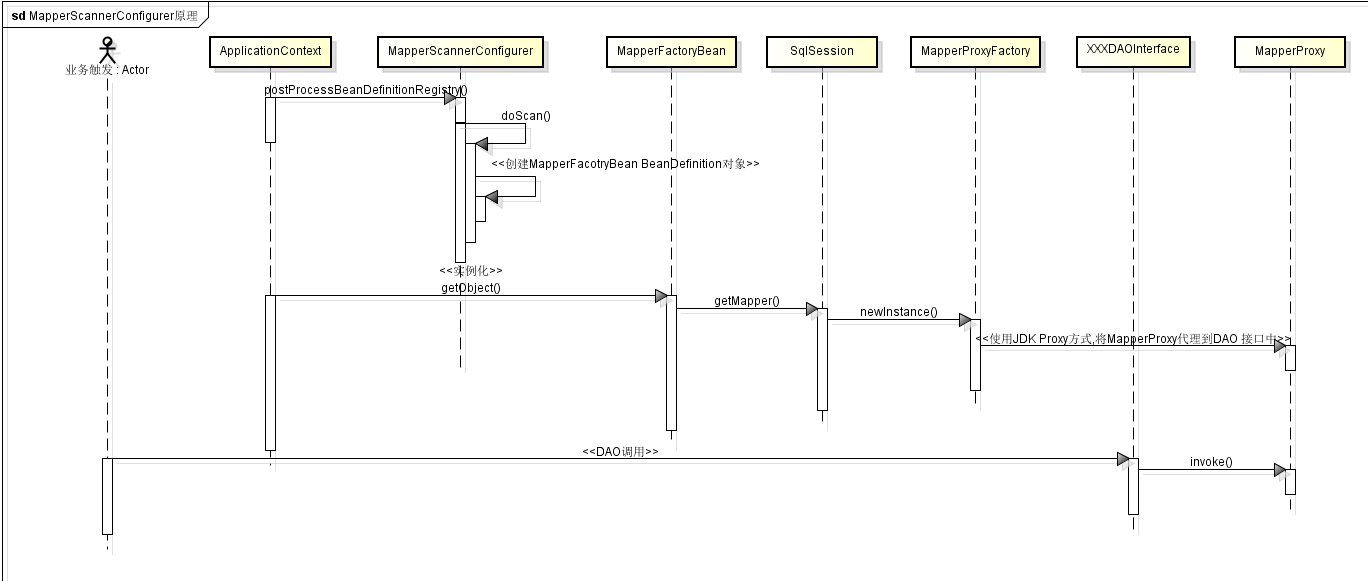 sd MapperScannerConfigurer原理
业务触发 : Actor
ApplicationContext
MapperScannerConfigurer
MapperFactoryBean
SqlSession
MapperProxyFactory
XXXDAOInterface
MapperProxy
postProcessBeanDefinitionRegistry()
doScan()
<<创建MapperFacotryBean BeanDefinition对象>>
<<实例化>>
getObject()
getMapper()
newInstance()
<<使用JDK Proxy方式,将MapperProxy代理到DAO 接口中>>
<<DAO调用>>
invoke()